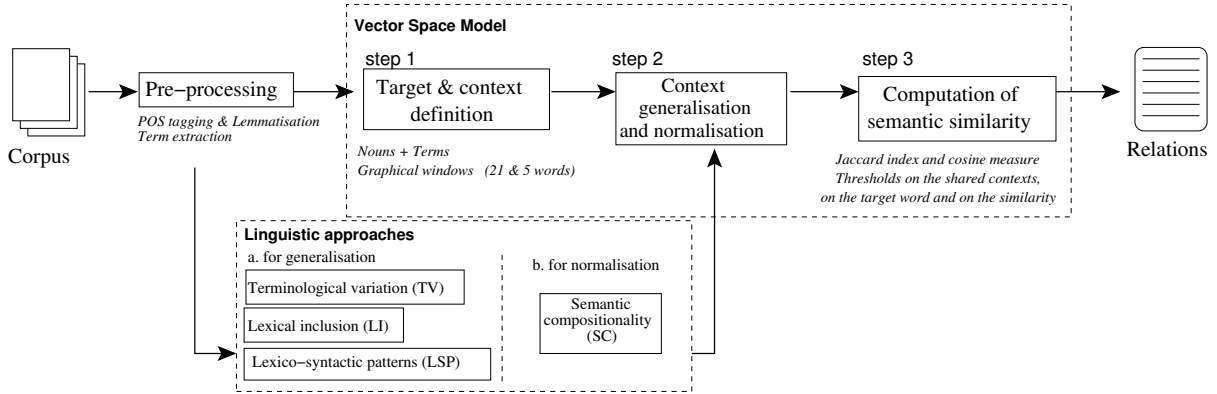 Vector Space Model
step 1
step 2
step 3
Corpus
Pre−processing
POS tagging & Lemmatisation
Term extraction
Target & context
definition
Nouns + Terms
Graphical windows (21 & 5 words)
Context
generalisation
and normalisation
Computation of
semantic similarity
Jaccard index and cosine measure
Thresholds on the shared contexts,
on the target word and on the similarity
Relations
Linguistic approaches
a. for generalisation
Terminological variation (TV)
Lexical inclusion (LI)
Lexico−syntactic patterns (LSP)
b. for normalisation
Semantic
compositionality
(SC)